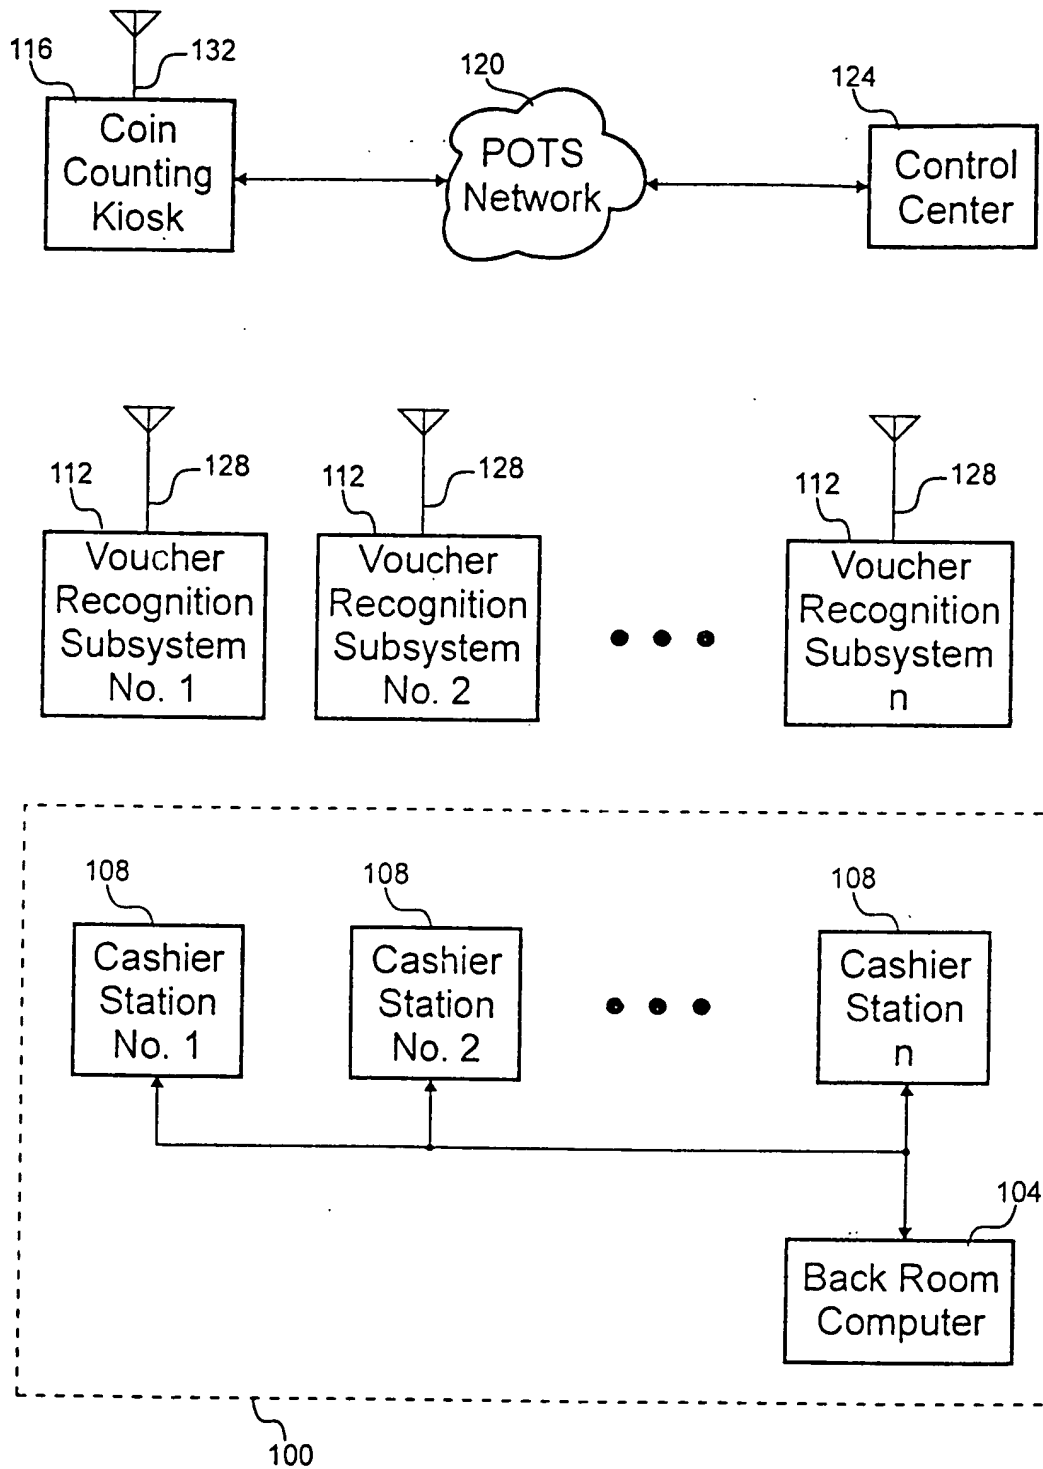 116
132
Coin
Counting
Kiosk
120
POTS
Network
124
Control
Center
112
128
Voucher
Recognition
Subsystem
No. 1
112
128
Voucher
Recognition
Subsystem
No. 2
112
128
Voucher
Recognition
Subsystem
n
108
Cashier
Station
No. 1
108
Cashier
Station
No. 2
108
Cashier
Station
n
104
Back Room
Computer
100